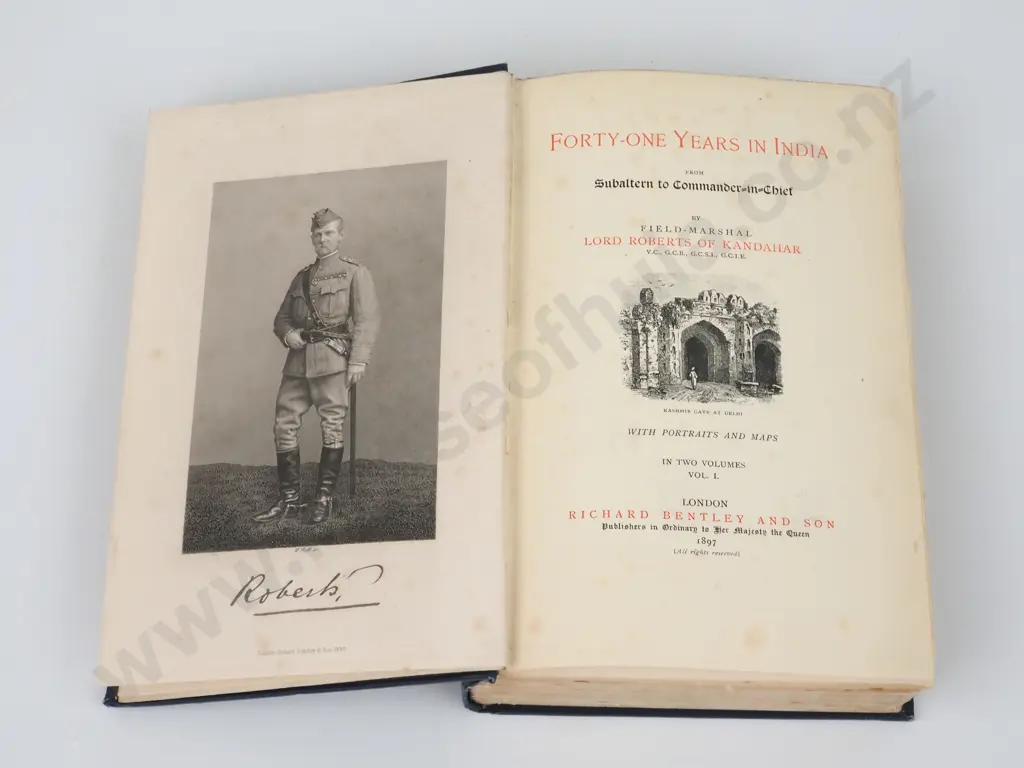 Roberts,
FORTY-ONE YEARS IN INDIA
FROM
Subaltern to Commander-in-Chief
BY
FIELD-MARSHAL
LORD ROBERTS OF KANDAHAR
V.C., G.C.B., G.C.S.I., G.C.I.E.
KASHMIR GATE AT DELHI
WITH PORTRAITS AND MAPS
IN TWO VOLUMES
VOL. I.
LONDON
RICHARD BENTLEY AND SON
Publishers in Ordinary to Her Majesty the Queen
1897
(All rights reserved)